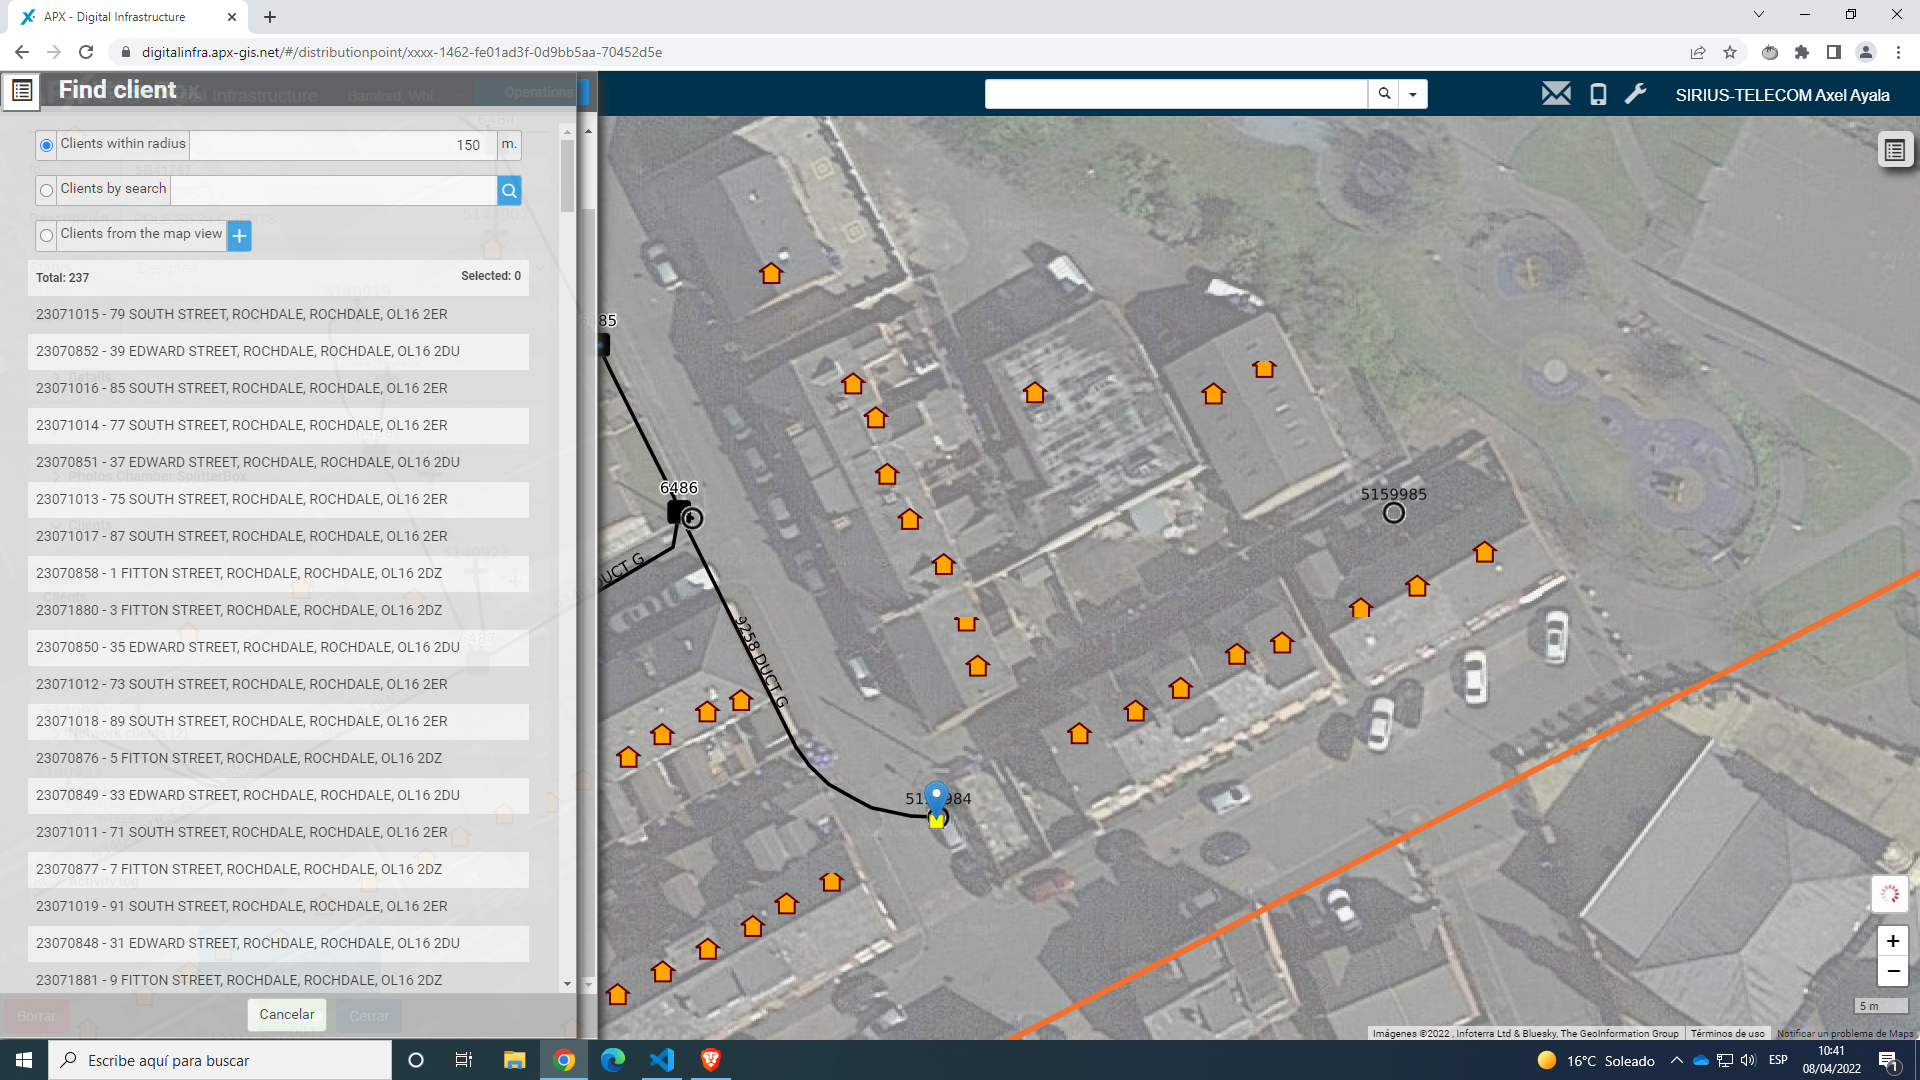 APX - Digital Infrastructure
digitalinfra.apx-gis.net/#/distributionpoint/xxxx-1462-fe01ad3f-0d9bb5aa-70452d5e
Find client
Digital Infrastructure
Bamford, Whi
Operations
SIRIUS-TELECOM Axel Ayala
Clients within radius
150
m.
Clients by search
Clients from the map view
Total: 237
Selected: 0
23071015 - 79 SOUTH STREET, ROCHDALE, ROCHDALE, OL16 2ER
23070852 - 39 EDWARD STREET, ROCHDALE, ROCHDALE, OL16 2DU
23071016 - 85 SOUTH STREET, ROCHDALE, ROCHDALE, OL16 2ER
23071014 - 77 SOUTH STREET, ROCHDALE, ROCHDALE, OL16 2ER
23070851 - 37 EDWARD STREET, ROCHDALE, ROCHDALE, OL16 2DU
23071013 - 75 SOUTH STREET, ROCHDALE, ROCHDALE, OL16 2ER
23071017 - 87 SOUTH STREET, ROCHDALE, ROCHDALE, OL16 2ER
23070858 - 1 FITTON STREET, ROCHDALE, ROCHDALE, OL16 2DZ
23071880 - 3 FITTON STREET, ROCHDALE, ROCHDALE, OL16 2DZ
23070850 - 35 EDWARD STREET, ROCHDALE, ROCHDALE, OL16 2DU
23071012 - 73 SOUTH STREET, ROCHDALE, ROCHDALE, OL16 2ER
23071018 - 89 SOUTH STREET, ROCHDALE, ROCHDALE, OL16 2ER
23070876 - 5 FITTON STREET, ROCHDALE, ROCHDALE, OL16 2DZ
23070849 - 33 EDWARD STREET, ROCHDALE, ROCHDALE, OL16 2DU
23071011 - 71 SOUTH STREET, ROCHDALE, ROCHDALE, OL16 2ER
23070877 - 7 FITTON STREET, ROCHDALE, ROCHDALE, OL16 2DZ
23071019 - 91 SOUTH STREET, ROCHDALE, ROCHDALE, OL16 2ER
23070848 - 31 EDWARD STREET, ROCHDALE, ROCHDALE, OL16 2DU
23071881 - 9 FITTON STREET, ROCHDALE, ROCHDALE, OL16 2DZ
Borrar
Cancelar
Cerrar
85
6486
DUCT G
9258 DUCT G
5159985
984
+
−
5 m
Imágenes ©2022 , Infoterra Ltd & Bluesky, The GeoInformation Group
Términos de uso
Notificar un problema de Maps
Escribe aquí para buscar
16°C Soleado
ESP
10:41
08/04/2022
1